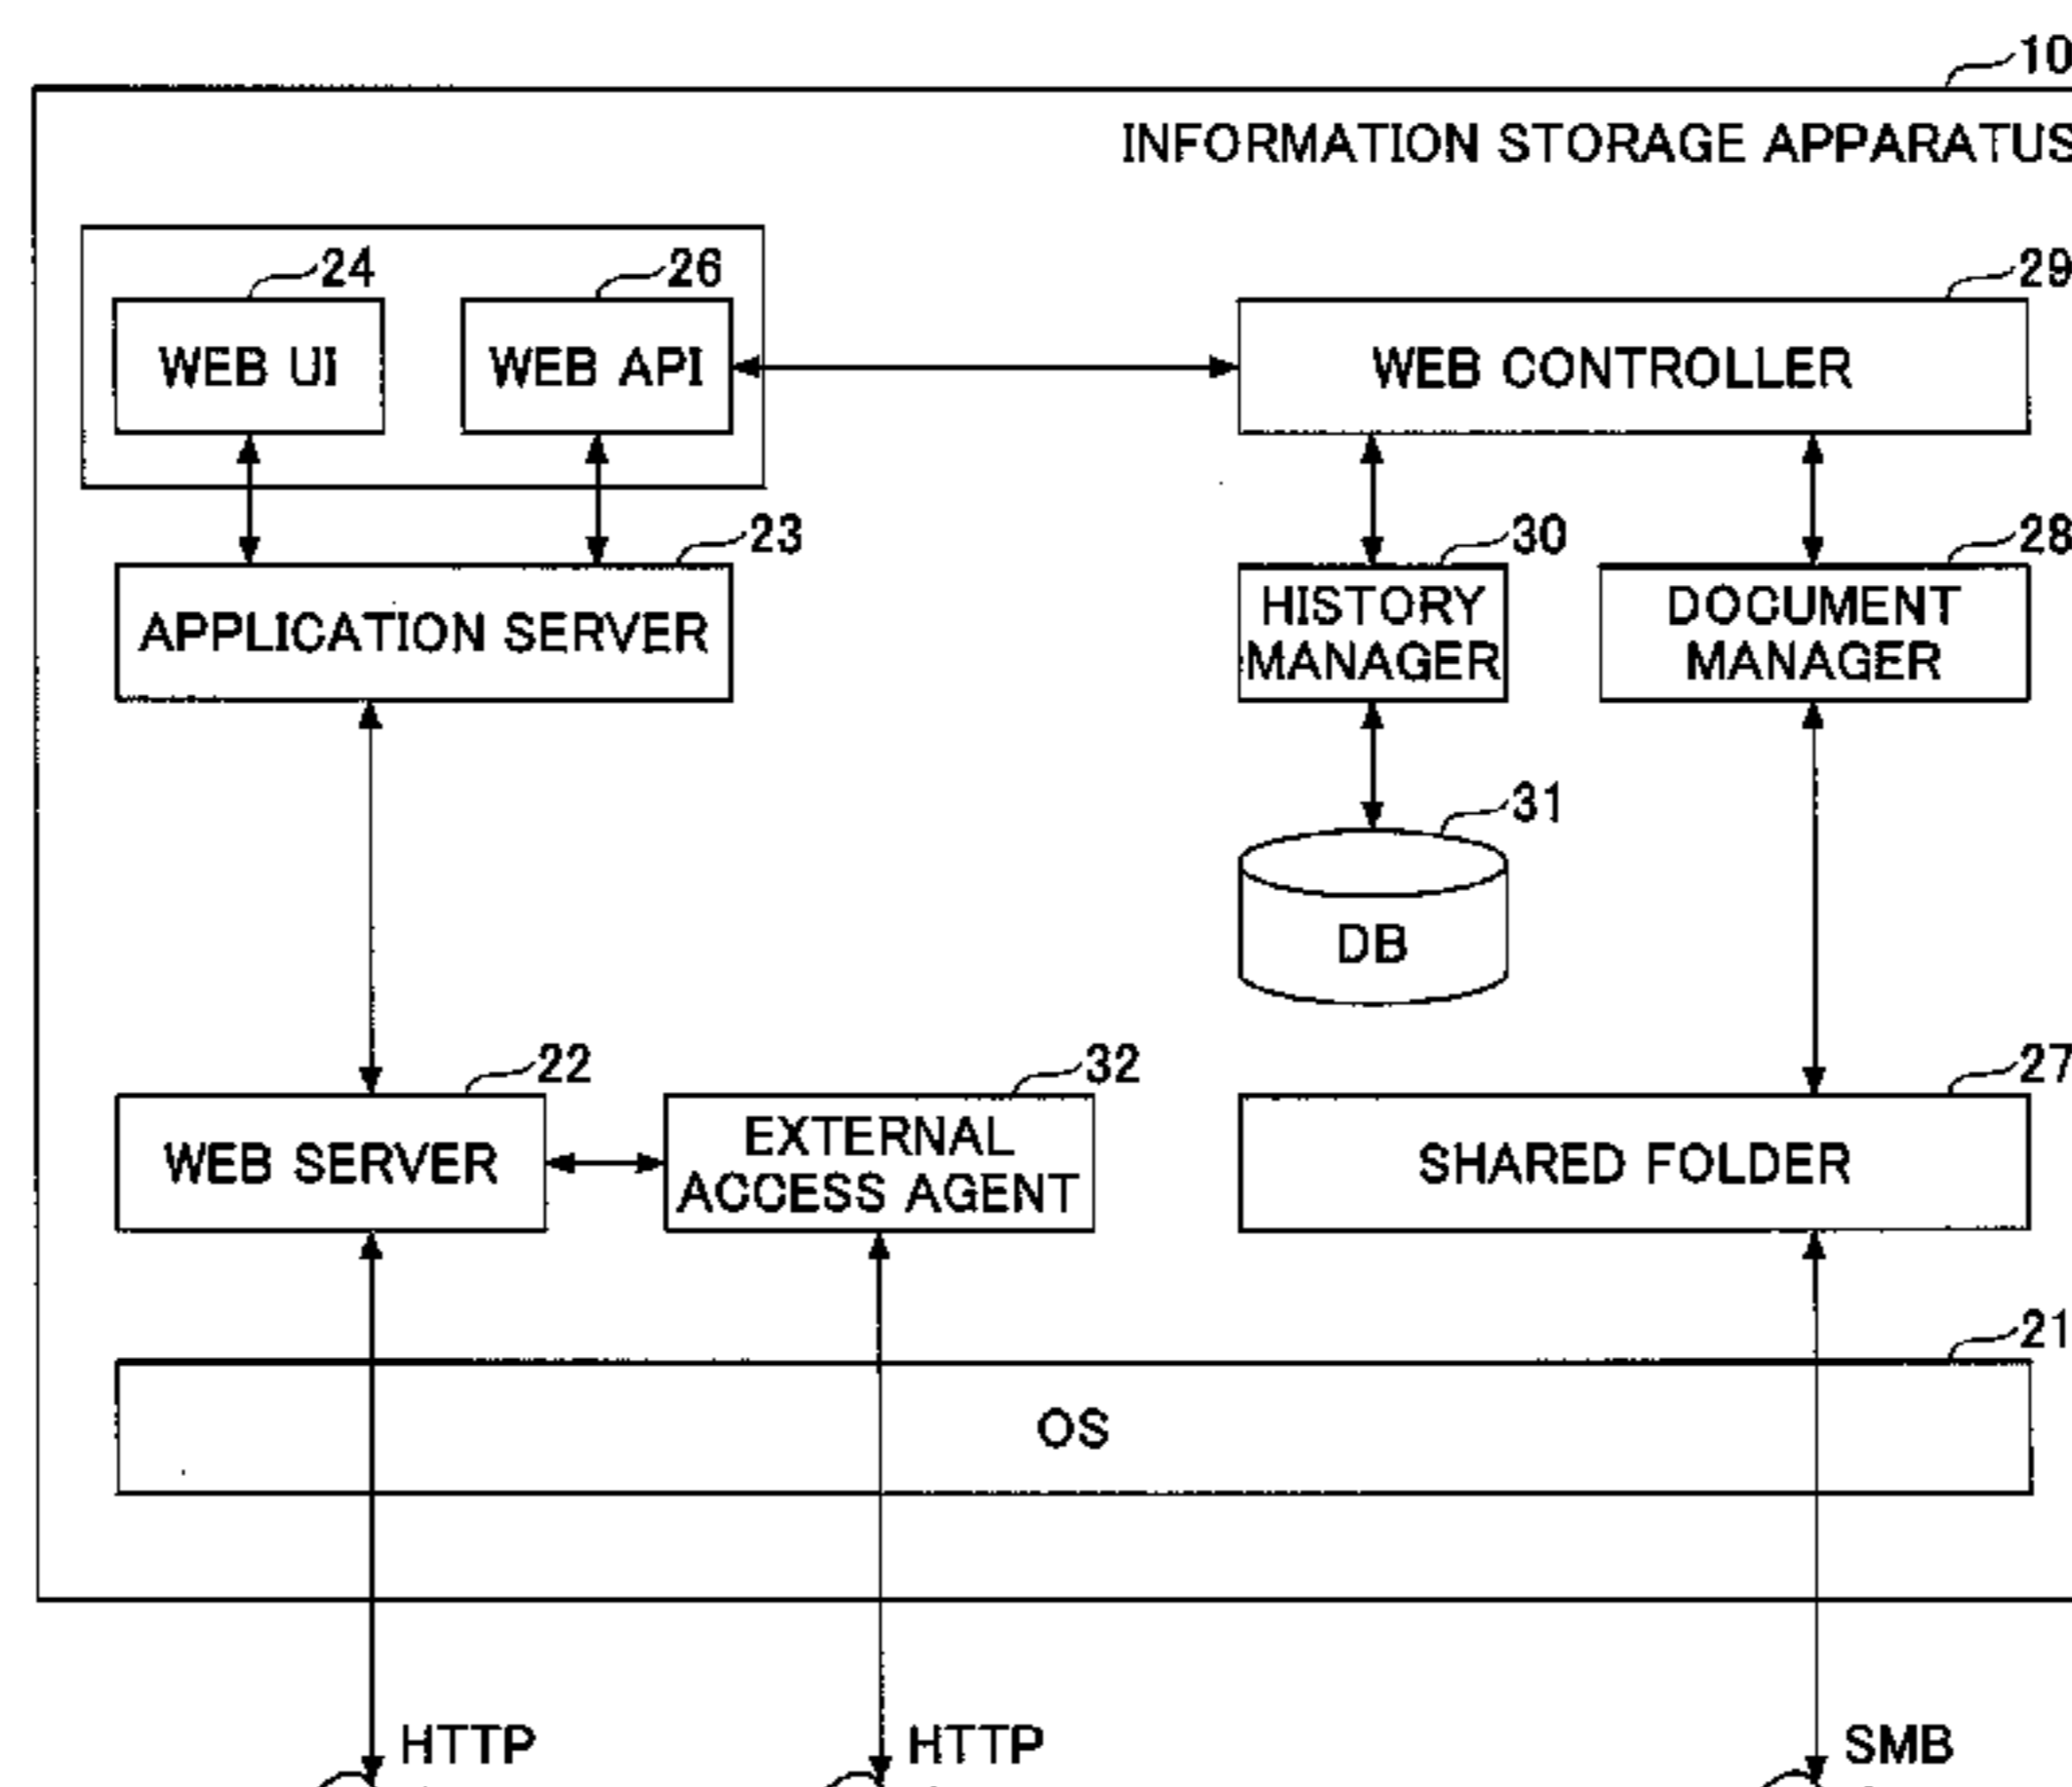 10
INFORMATION STORAGE APPARATUS
24
26
29
WEB UI
WEB API
WEB CONTROLLER
23
30
28
APPLICATION SERVER
HISTORY
MANAGER
DOCUMENT
MANAGER
31
DB
22
32
27
WEB SERVER
EXTERNAL
ACCESS AGENT
SHARED FOLDER
21
OS
HTTP
HTTP
SMB